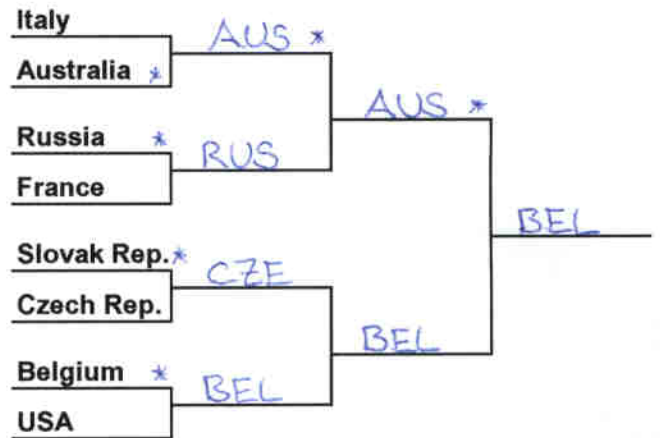 Italy
AUS *
Australia *
AUS *
Russia *
RUS
France
BEL
Slovak Rep.*
CZE
Czech Rep.
BEL
Belgium *
BEL
USA